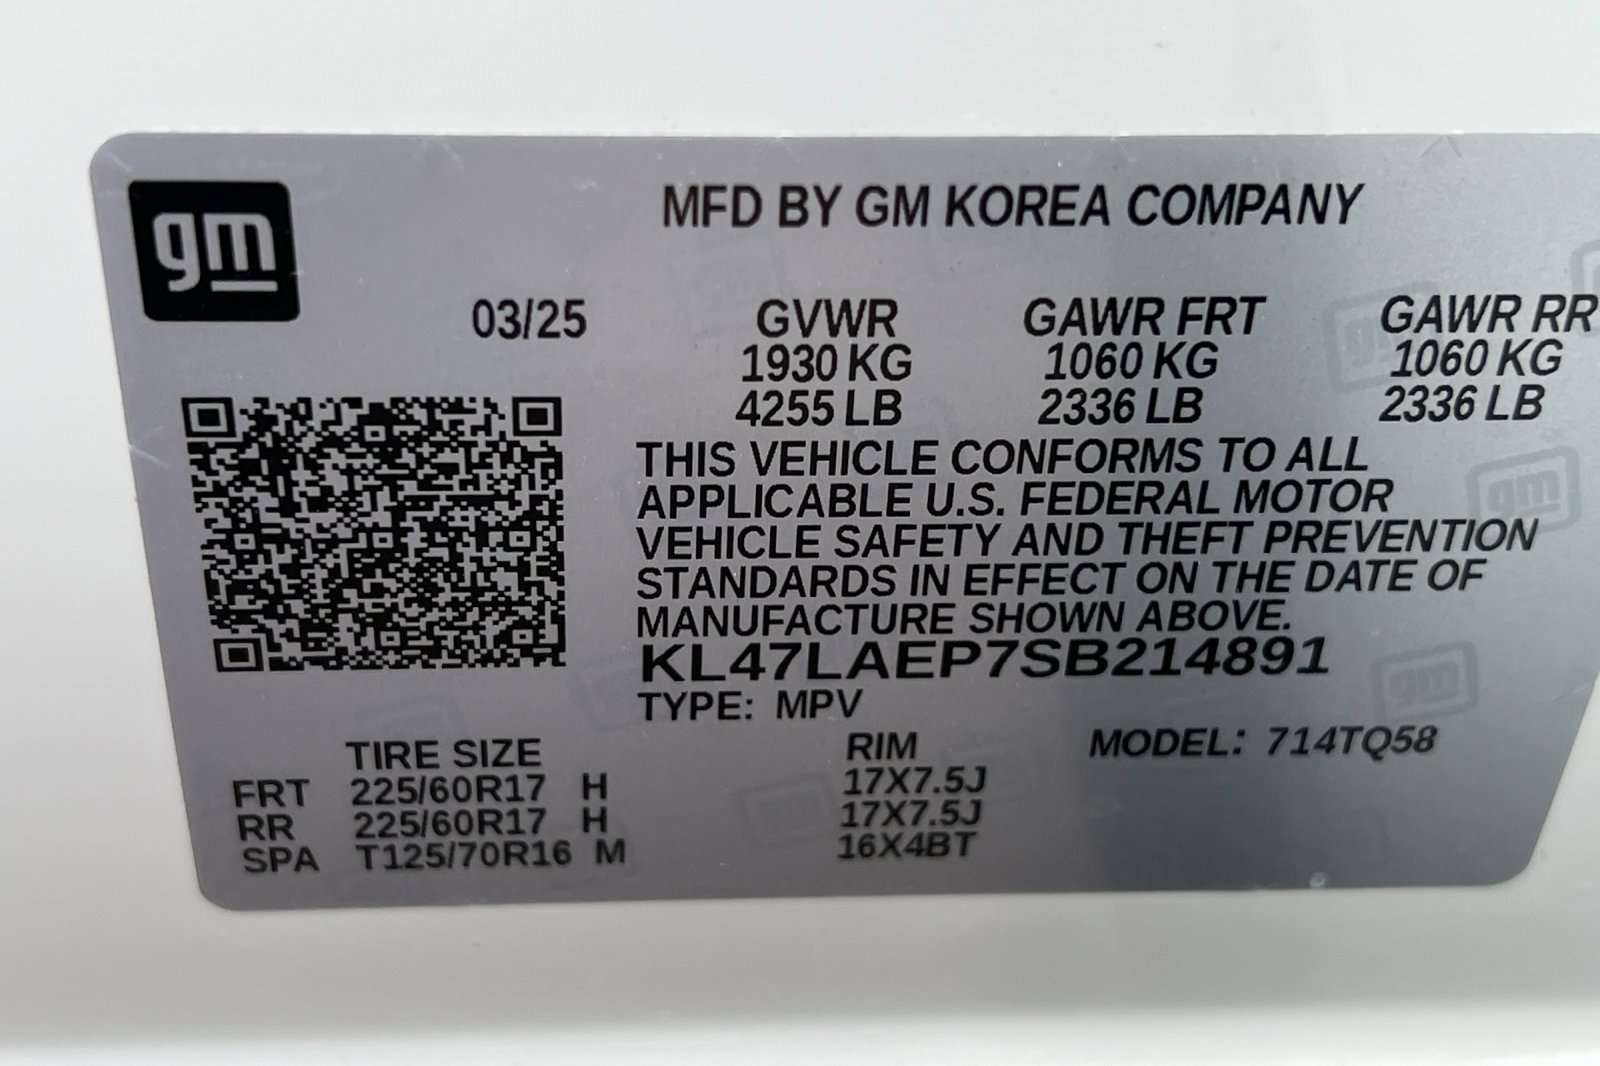 gm
MFD BY GM KOREA COMPANY
03/25 GVWR GAWR FRT GAWR RR
1930 KG 1060 KG 1060 KG
4255 LB 2336 LB 2336 LB
THIS VEHICLE CONFORMS TO ALL
APPLICABLE U.S. FEDERAL MOTOR
VEHICLE SAFETY AND THEFT PREVENTION
STANDARDS IN EFFECT ON THE DATE OF
MANUFACTURE SHOWN ABOVE.
KL47LAEP7SB214891
TYPE: MPV
TIRE SIZE RIM MODEL: 714TQ58
FRT 225/60R17 H 17X7.5J
RR 225/60R17 H 17X7.5J
SPA T125/70R16 M 16X4BT